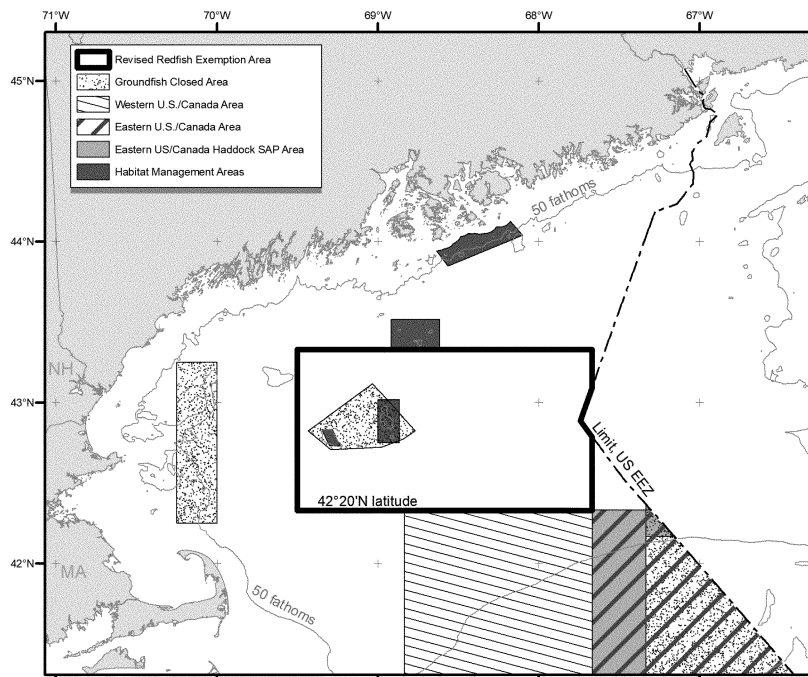 71°W 70°W 69°W 68°W 67°W
Revised Redfish Exemption Area
Groundfish Closed Area
Western U.S./Canada Area
Eastern U.S./Canada Area
Eastern US/Canada Haddock SAP Area
Habitat Management Areas
45°N
50 fathoms
44°N
NH
43°N
Limit, US EEZ
42°20'N latitude
42°N
MA
50 fathoms